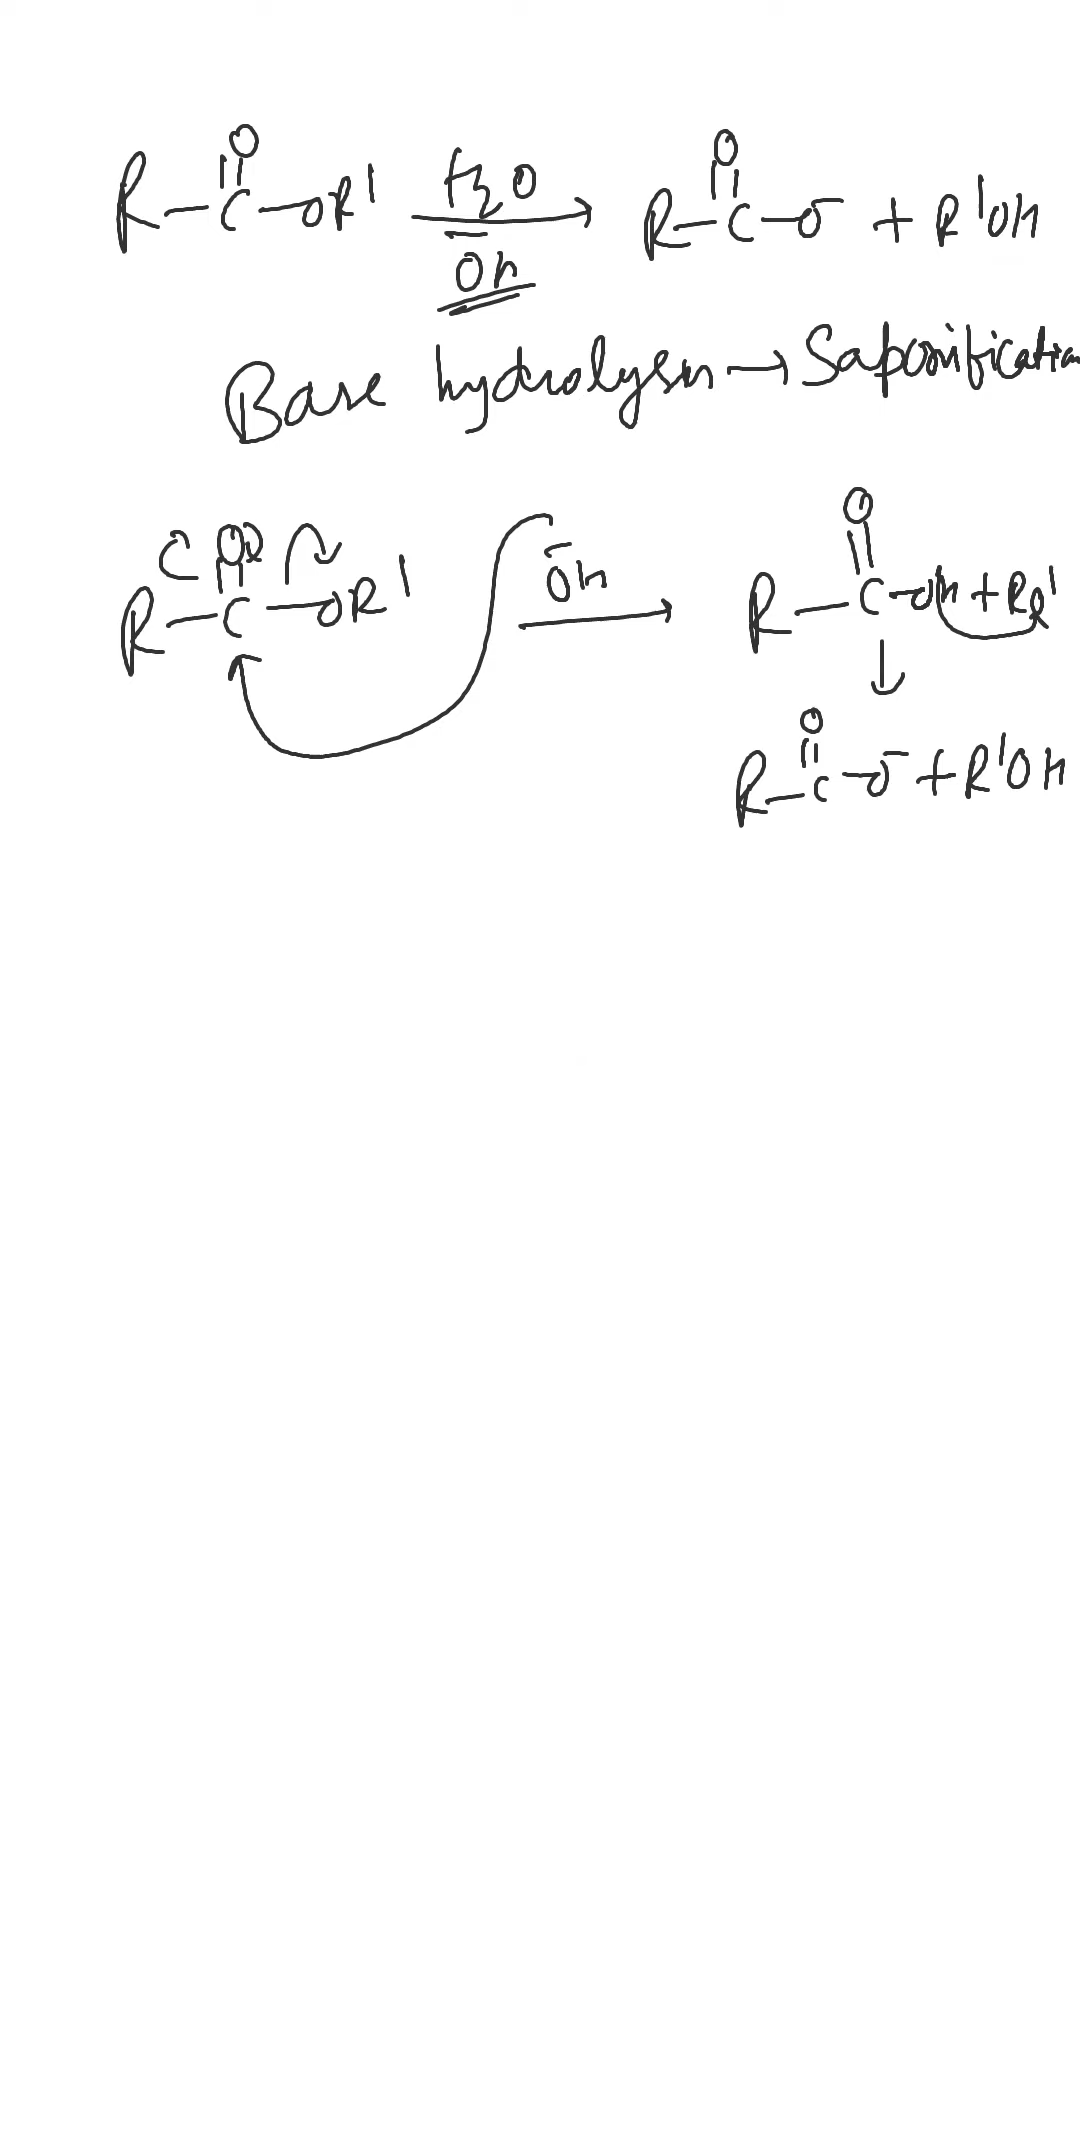 O O
R-C-OR' H2O R-C-O⁻ + R'OH
⁻OH
Base hydrolysis → Saponification
O O
R-C-OR' ⁻OH R-C-OH +
O
R-C-O⁻ + R'OH